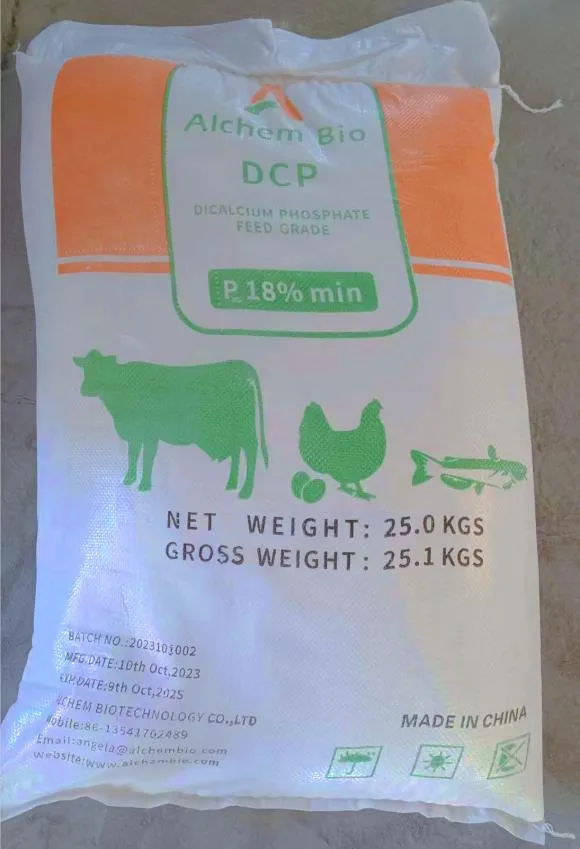 Alchem Bio
DCP
DICALCIUM PHOSPHATE
FEED GRADE
P 18% min
NET WEIGHT: 25.0 KGS
GROSS WEIGHT: 25.1 KGS
BATCH NO.:
MFG.DATE:10th Oct,2023
EXP.DATE:9th Oct,2025
ALCHEM BIOTECHNOLOGY CO.,LTD
Mobile:86-13541702489
Email:angela@alchembio.com
Website:www.alchembio.com
MADE IN CHINA